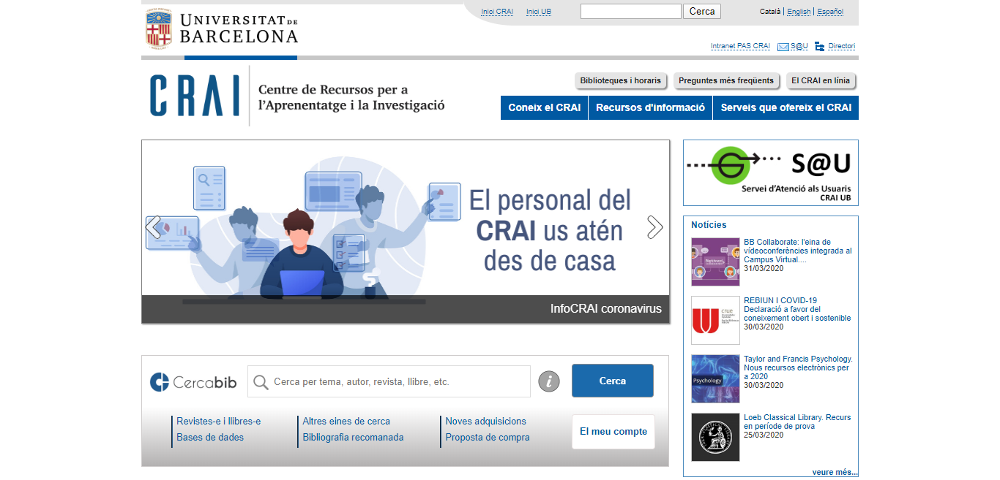 UNIVERSITAT DE
BARCELONA
Inici CRAI
Inici UB
Cerca
Català | English | Español
Intranet PAS CRAI
S@U
Directori
CRAI
Centre de Recursos per a
l'Aprenentatge i la Investigació
Biblioteques i horaris
Preguntes més freqüents
El CRAI en línia
Coneix el CRAI
Recursos d'informació
Serveis que ofereix el CRAI
El personal del
CRAI us atén
des de casa
InfoCRAI coronavirus
S@U
Servei d'Atenció als Usuaris
CRAI UB
Notícies
BB Collaborate: l'eina de
vídeoconferències integrada al
Campus Virtual....
31/03/2020
crue
REBIUN I COVID-19
Declaració a favor del
coneixement obert i sostenible
30/03/2020
Psychology
Taylor and Francis Psychology.
Nous recursos electrònics per
a 2020
30/03/2020
Loeb Classical Library. Recurs
en període de prova
25/03/2020
veure més...
Cercabib
Cerca per tema, autor, revista, llibre, etc.
i
Cerca
Revistes-e i llibres-e
Bases de dades
Altres eines de cerca
Bibliografia recomanada
Noves adquisicions
Proposta de compra
El meu compte